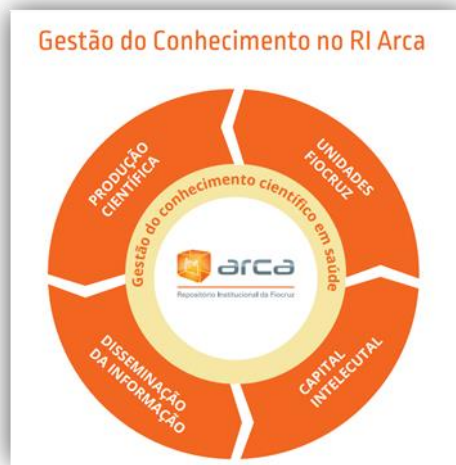 Gestão do Conhecimento no RI Arca
PRODUÇÃO
CIENTÍFICA
UNIDADES
FIOCRUZ
Gestão do conhecimento científico em saúde
arca
Repositório Institucional da Fiocruz
DISSEMINAÇÃO
DA INFORMAÇÃO
CAPITAL
INTELECUTAL